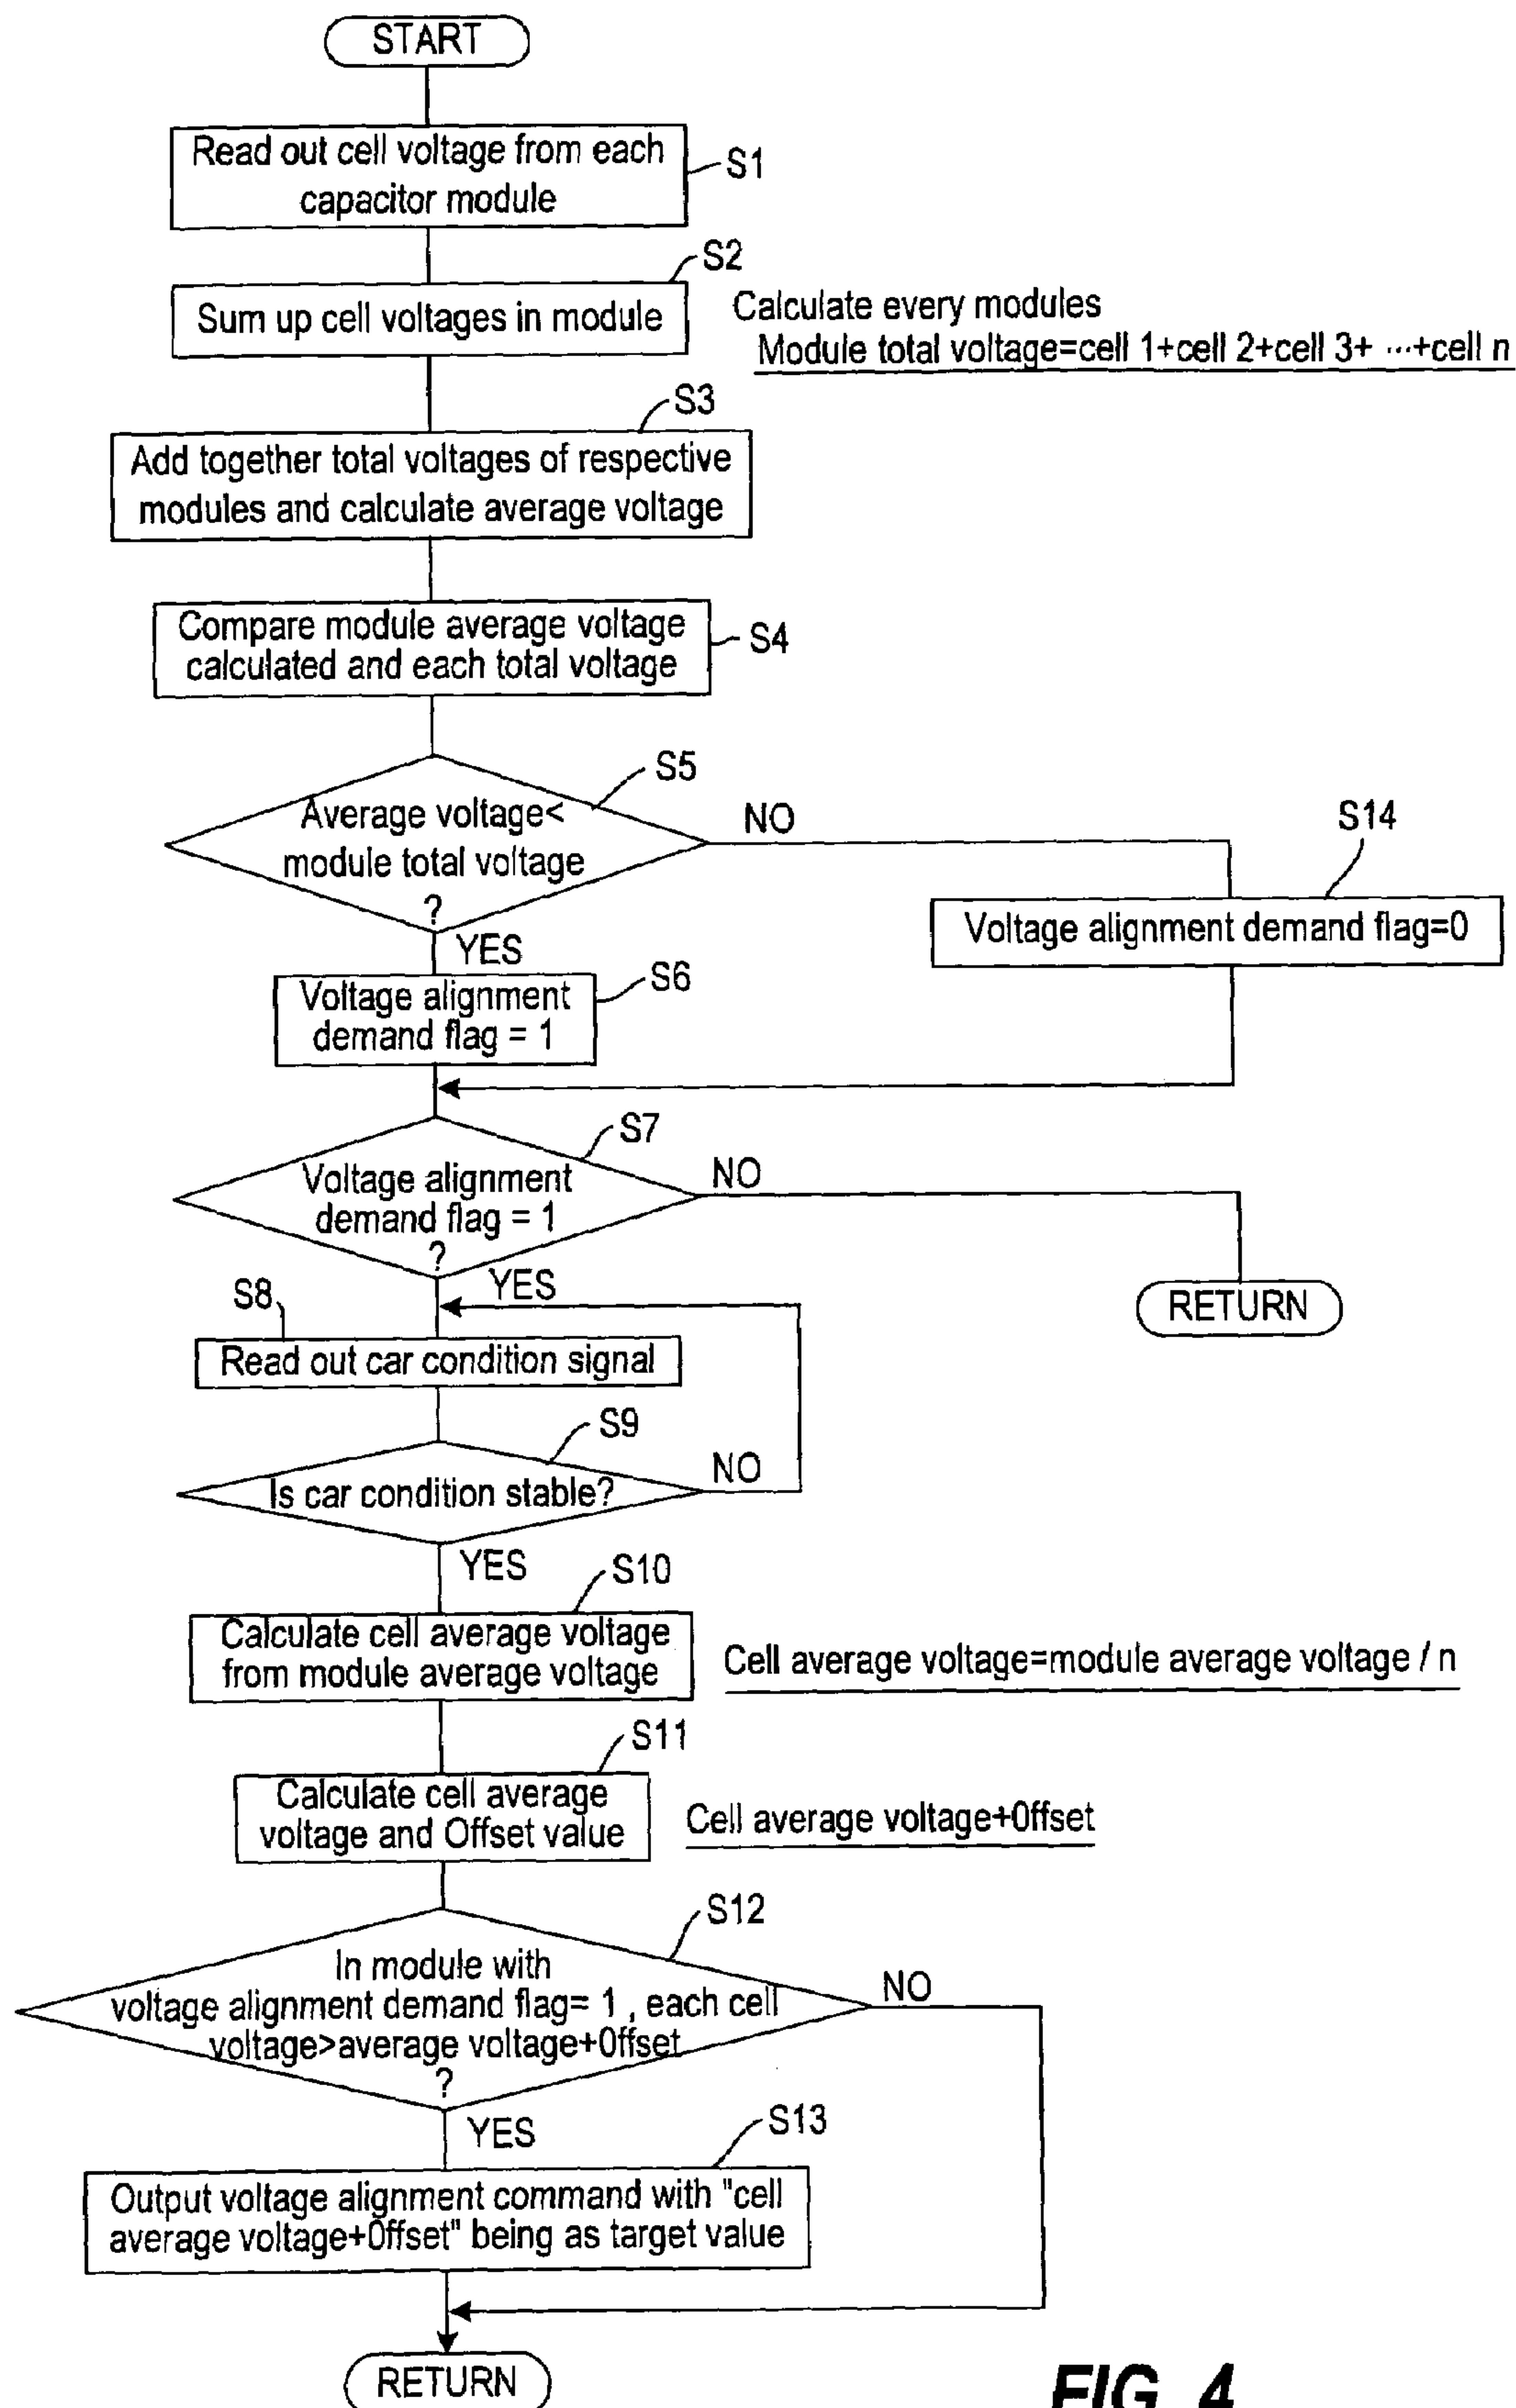 START
Read out cell voltage from each
capacitor module
S1
S2
Sum up cell voltages in module
Calculate every modules
Module total voltage=cell 1+cell 2+cell 3+ ···+cell n
S3
Add together total voltages of respective
modules and calculate average voltage
Compare module average voltage
calculated and each total voltage
S4
S5
Average voltage<
module total voltage
?
NO
YES
S14
Voltage alignment demand flag=0
S6
Voltage alignment
demand flag = 1
S7
Voltage alignment
demand flag = 1
?
NO
YES
RETURN
S8
Read out car condition signal
S9
Is car condition stable?
NO
YES
S10
Calculate cell average voltage
from module average voltage
Cell average voltage=module average voltage / n
S11
Calculate cell average
voltage and Offset value
Cell average voltage+Offset
S12
In module with
voltage alignment demand flag= 1 , each cell
voltage>average voltage+Offset
?
NO
YES
S13
Output voltage alignment command with "cell
average voltage+Offset" being as target value
RETURN
FIG. 4